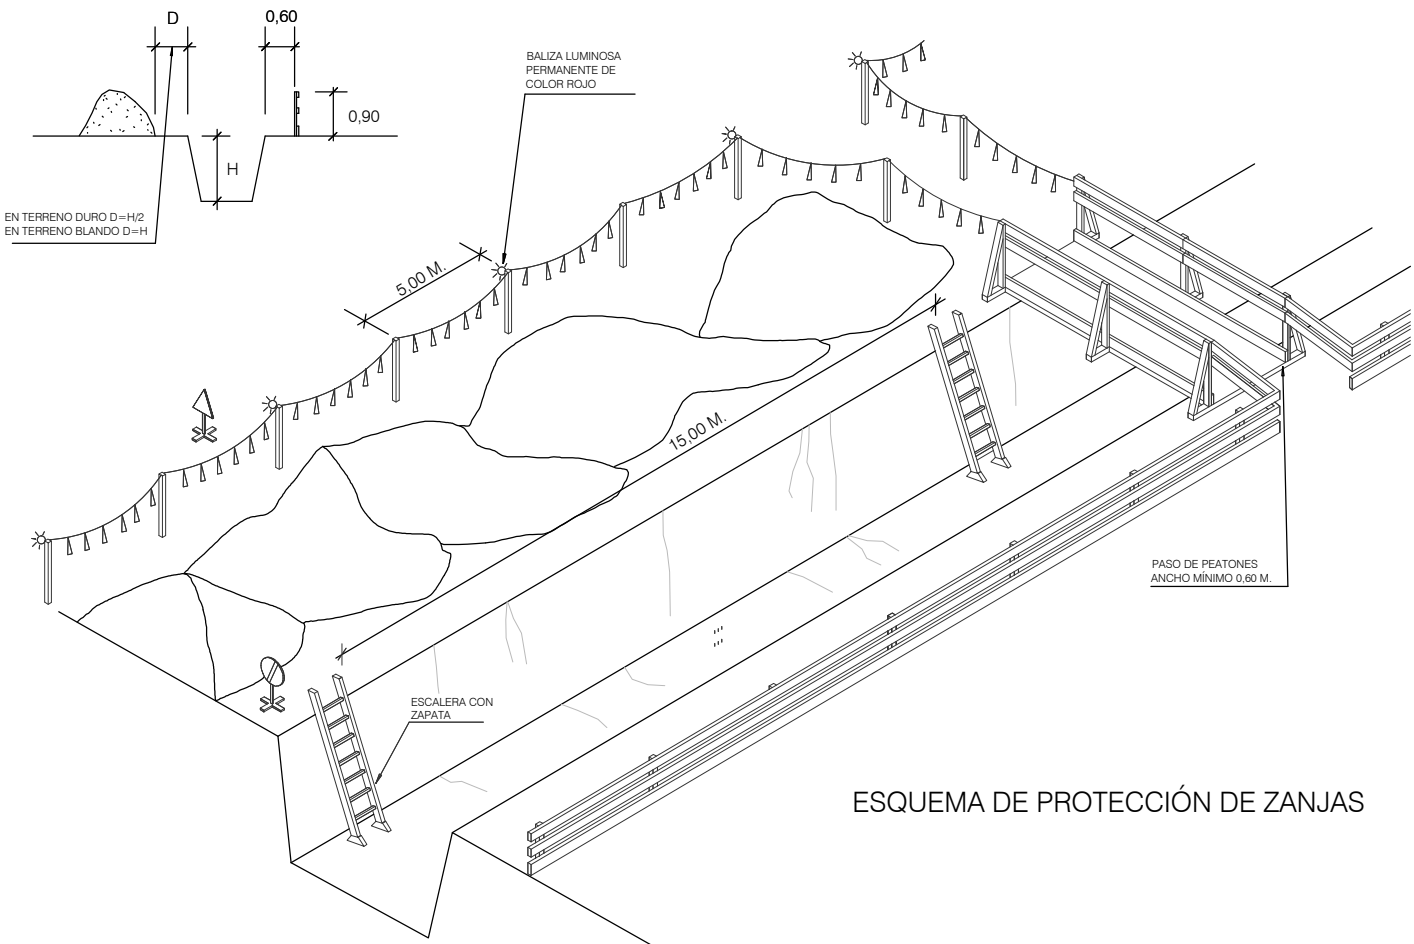 D
0,60
0,90
H
EN TERRENO DURO D=H/2
EN TERRENO BLANDO D=H
BALIZA LUMINOSA
PERMANENTE DE
COLOR ROJO
5,00 M.
15,00 M.
PASO DE PEATONES
ANCHO MÍNIMO 0,60 M.
ESCALERA CON
ZAPATA
ESQUEMA DE PROTECCIÓN DE ZANJAS